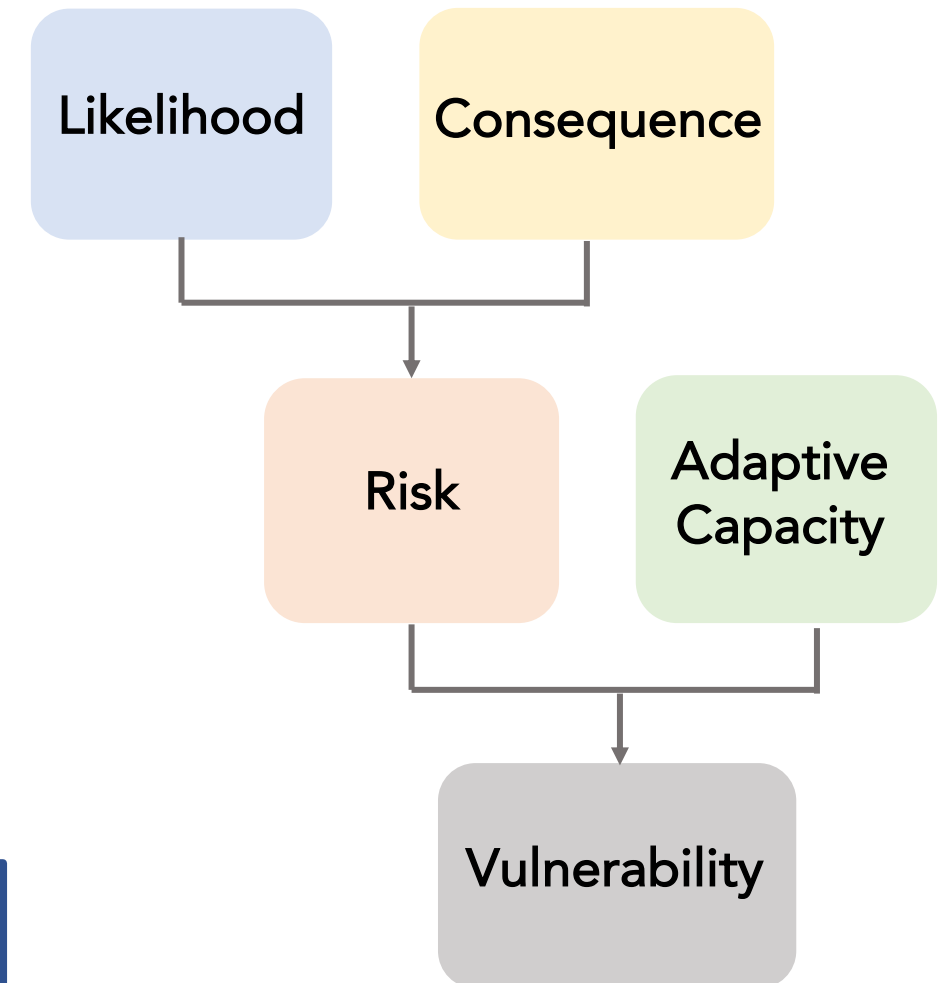 Likelihood
Consequence
Risk
Adaptive
Capacity
Vulnerability